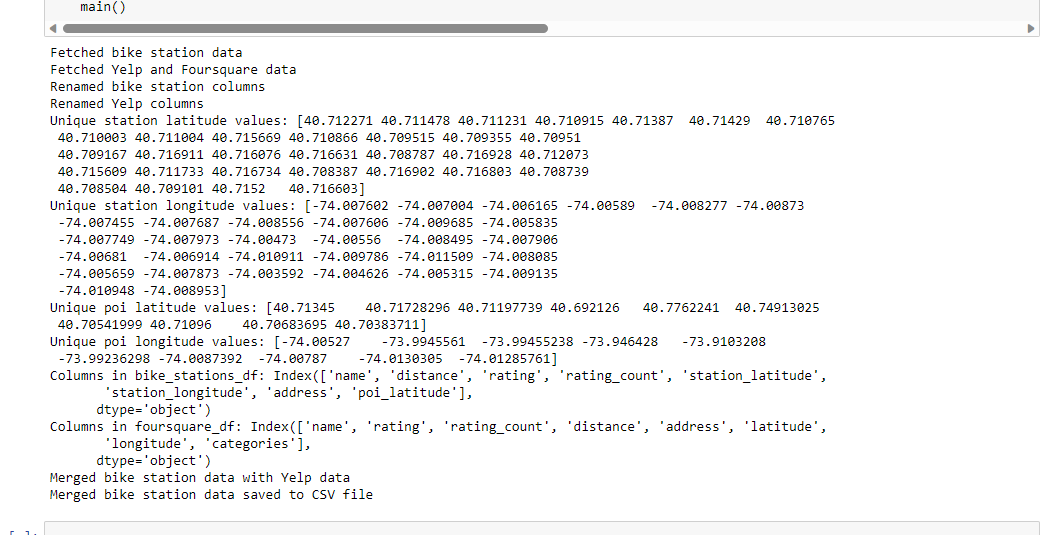 main()
Fetched bike station data
Fetched Yelp and Foursquare data
Renamed bike station columns
Renamed Yelp columns
Unique station latitude values: [40.712271 40.711478 40.711231 40.710915 40.71387  40.71429  40.710765
 40.710003 40.711004 40.715669 40.710866 40.709515 40.709355 40.70951
 40.709167 40.716911 40.716076 40.716631 40.708787 40.716928 40.712073
 40.715609 40.711733 40.716734 40.708387 40.716902 40.716803 40.708739
 40.708504 40.709101 40.7152   40.716603]
Unique station longitude values: [-74.007602 -74.007004 -74.006165 -74.00589  -74.008277 -74.00873
 -74.007455 -74.007687 -74.008556 -74.007606 -74.009685 -74.005835
 -74.007749 -74.007973 -74.00473  -74.00556  -74.008495 -74.007906
 -74.00681  -74.006914 -74.010911 -74.009786 -74.011509 -74.008085
 -74.005659 -74.007873 -74.003592 -74.004626 -74.005315 -74.009135
 -74.010948 -74.008953]
Unique poi latitude values: [40.71345    40.71728296 40.71197739 40.692126   40.7762241  40.74913025
 40.70541999 40.71096    40.70683695 40.70383711]
Unique poi longitude values: [-74.00527    -73.9945561  -73.99455238 -73.946428   -73.9103208
 -73.99236298 -74.0087392  -74.00787    -74.0130305  -74.01285761]
Columns in bike_stations_df: Index(['name', 'distance', 'rating', 'rating_count', 'station_latitude',
       'station_longitude', 'address', 'poi_latitude'],
      dtype='object')
Columns in foursquare_df: Index(['name', 'rating', 'rating_count', 'distance', 'address', 'latitude',
       'longitude', 'categories'],
      dtype='object')
Merged bike station data with Yelp data
Merged bike station data saved to CSV file